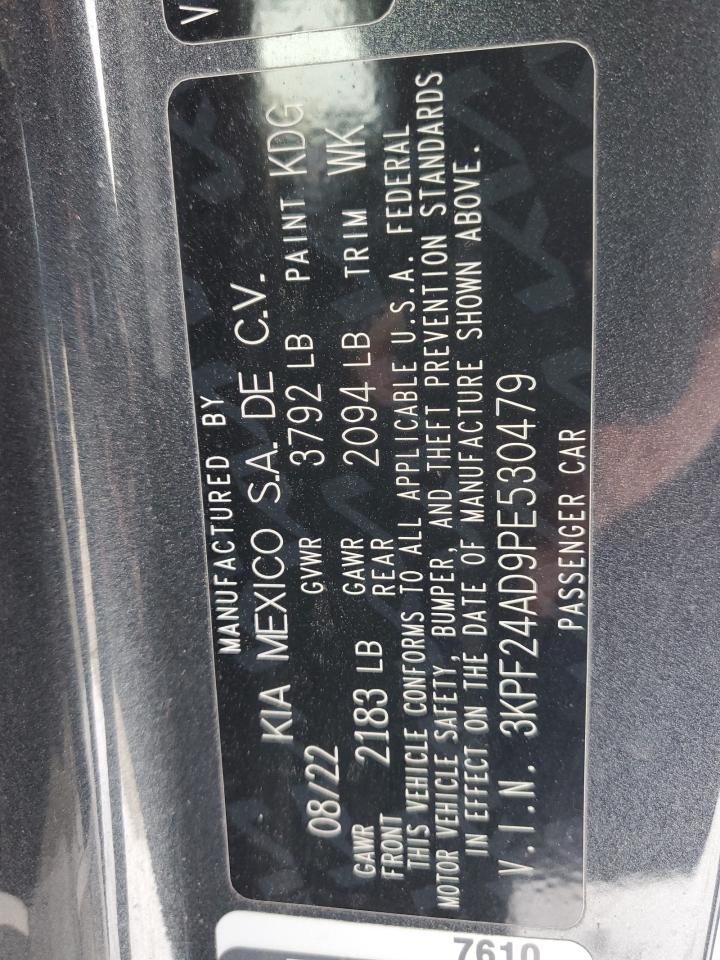 V
MANUFACTURED BY
KIA MEXICO S.A. DE C.V.
08/22 GVWR 3792 LB PAINT KDG
GAWR FRONT 2183 LB GAWR REAR 2094 LB TRIM WK
THIS VEHICLE CONFORMS TO ALL APPLICABLE U.S.A. FEDERAL
MOTOR VEHICLE SAFETY, BUMPER, AND THEFT PREVENTION STANDARDS
IN EFFECT ON THE DATE OF MANUFACTURE SHOWN ABOVE.
V.I.N. 3KPF24AD9PE530479
PASSENGER CAR
7610